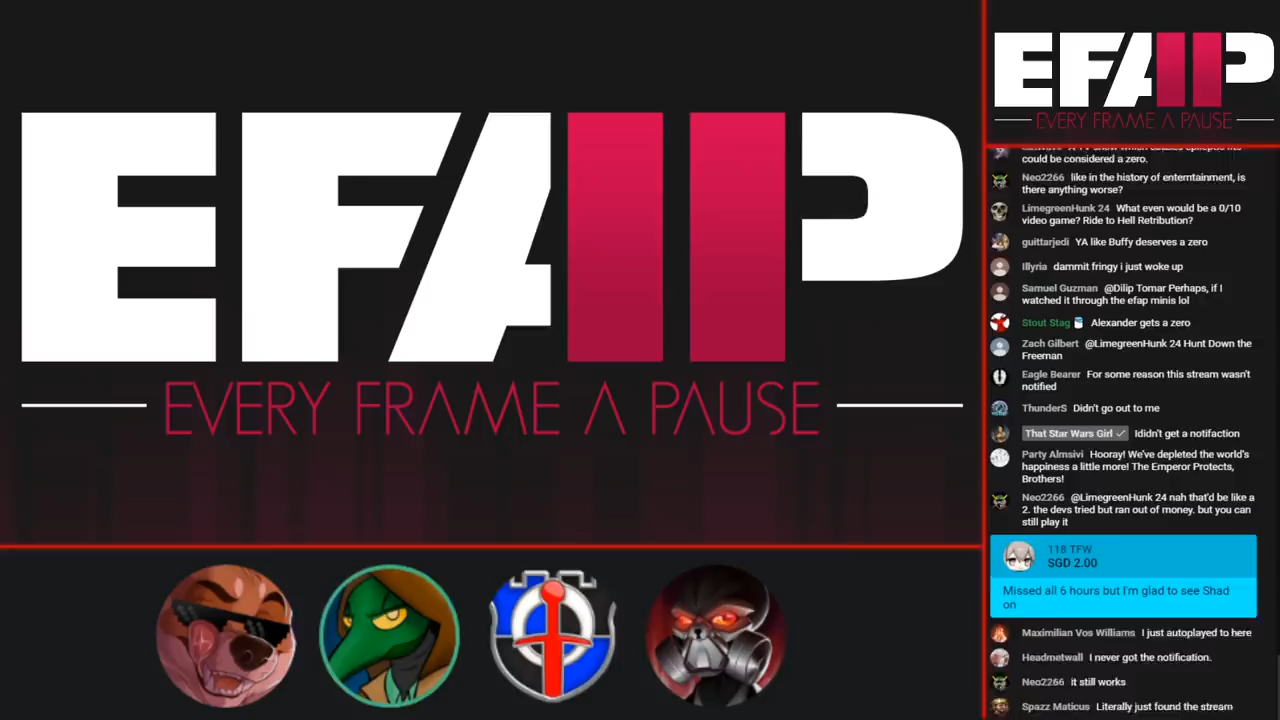 EFAP
EVERY FRAME A PAUSE
EFAP
EVERY FRAME A PAUSE
could be considered a zero.
Neo2266 like in the history of enterntainment, is
there anything worse?
LimegreenHunk 24 What even would be a 0/10
video game? Ride to Hell Retribution?
guittarjedi YA like Buffy deserves a zero
Illyria dammit fringy i just woke up
Samuel Guzman @Dilip Tomar Perhaps, if I
watched it through the efap minis lol
Stout Stag Alexander gets a zero
Zach Gilbert @LimegreenHunk 24 Hunt Down the
Freeman
Eagle Bearer For some reason this stream wasn't
notified
ThunderS Didn't go out to me
That Star Wars Girl Ididn't get a notifaction
Party Almsivi Hooray! We've depleted the world's
happiness a little more! The Emperor Protects,
Brothers!
Neo2266 @LimegreenHunk 24 nah that'd be like a
2. the devs tried but ran out of money. but you can
still play it
118 TFW
SGD 2.00
Missed all 6 hours but I'm glad to see Shad
on
Maximilian Vos Williams I just autoplayed to here
Headmetwall I never got the notification.
Neo2266 it still works
Spazz Maticus Literally just found the stream